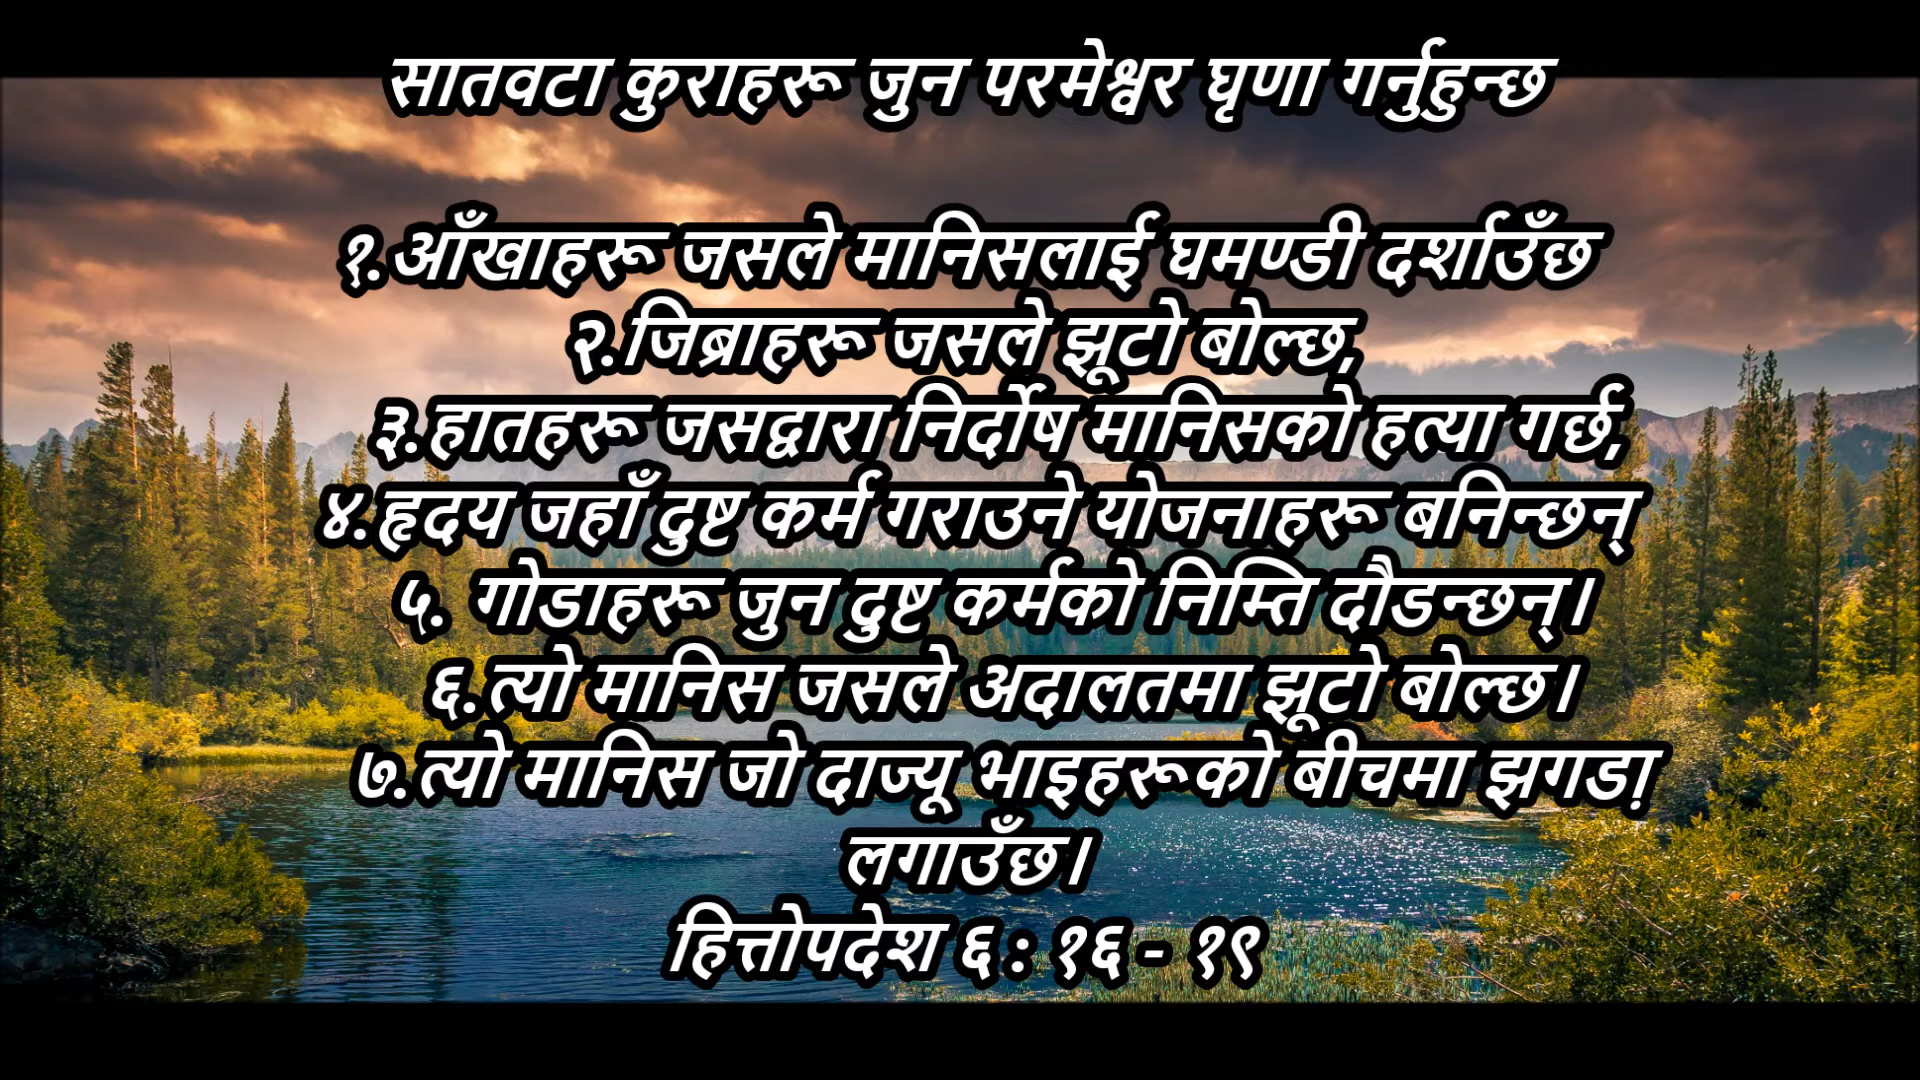 सातवटा कुराहरू जुन परमेश्वर घृणा गर्नुहुन्छ
१.आँखाहरू जसले मानिसलाई घमण्डी दर्शाउँछ
२.जिब्राहरू जसले झूटो बोल्छ,
३.हातहरू जसद्वारा निर्दोष मानिसको हत्या गर्छ,
४.हृदय जहाँ दुष्ट कर्म गराउने योजनाहरू बनिन्छन्
५. गोडाहरू जुन दुष्ट कर्मको निम्ति दौडन्छन्।
६.त्यो मानिस जसले अदालतमा झूटो बोल्छ।
७.त्यो मानिस जो दाज्यू भाइहरूको बीचमा झगडा़
लगाउँछ।
हित्तोपदेश ६ : १६ - १९